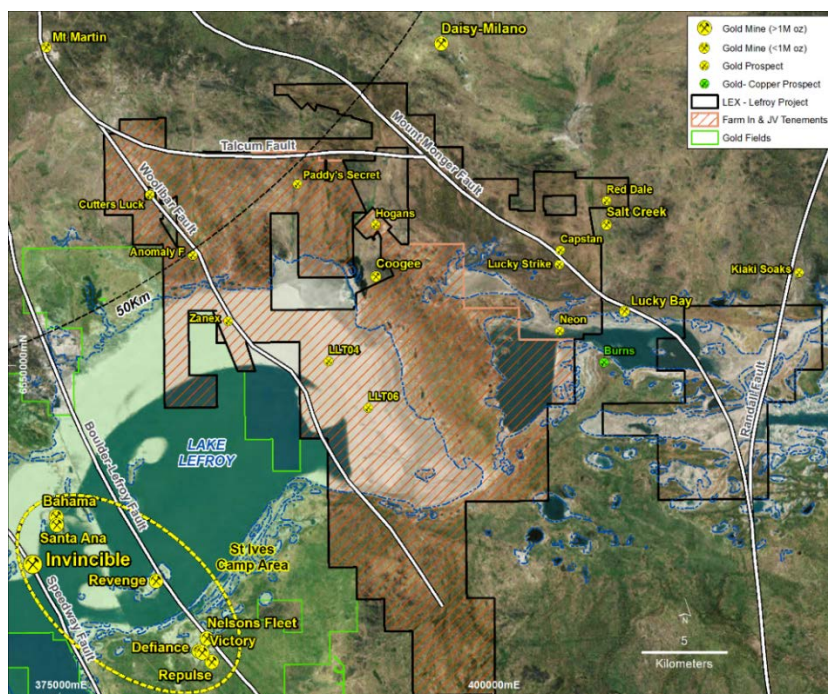 Mt Martin
Daisy-Milano
Gold Mine (>1M oz)
Gold Mine (<1M oz)
Gold Prospect
Gold- Copper Prospect
LEX - Lefroy Project
Farm In & JV Tenements
Gold Fields
Mount Monger Fault
Talcum Fault
Woolibar Fault
Paddy's Secret
Cutters Luck
Hogans
Red Dale
Salt Creek
Anomaly F
Capstan
Coogee
Lucky Strike
Kiaki Soaks
50Km
Zanex
Lucky Bay
Neon
6550000mN
LLT04
Burns
LLT06
Randall Fault
LAKE
LEFROY
Boulder-Lefroy Fault
Bahama
Santa Ana
Invincible
St Ives
Camp Area
Revenge
Speedway Fault
Nelsons Fleet
Victory
Defiance
Repulse
N
5
Kilometers
375000mE
400000mE